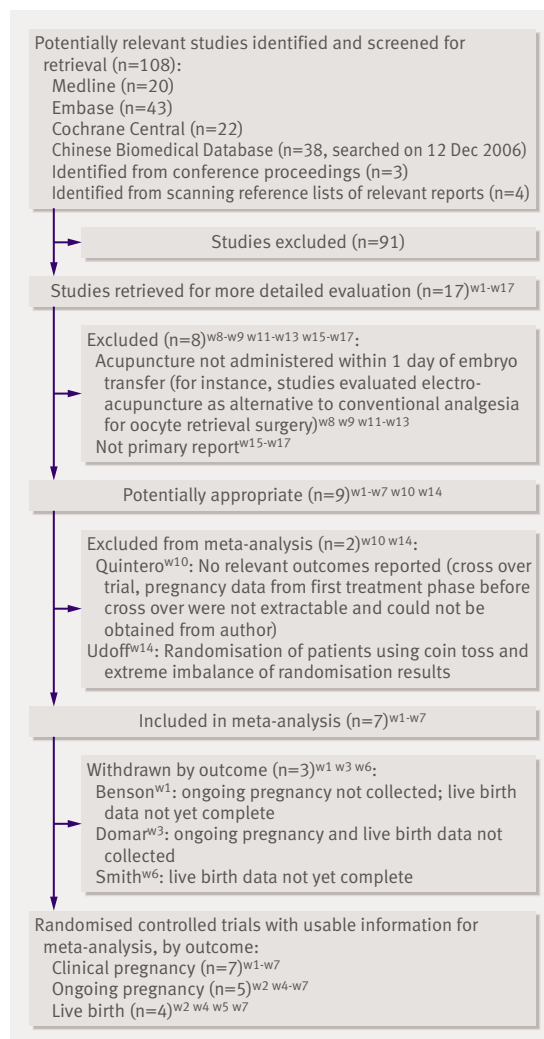 Potentially relevant studies identified and screened for
retrieval (n=108):
Medline (n=20)
Embase (n=43)
Cochrane Central (n=22)
Chinese Biomedical Database (n=38, searched on 12 Dec 2006)
Identified from conference proceedings (n=3)
Identified from scanning reference lists of relevant reports (n=4)
Studies excluded (n=91)
Studies retrieved for more detailed evaluation (n=17)w1-w17
Excluded (n=8)w8-w9 w11-w13 w15-w17:
Acupuncture not administered within 1 day of embryo
transfer (for instance, studies evaluated electro-
acupuncture as alternative to conventional analgesia
for oocyte retrieval surgery)w8 w9 w11-w13
Not primary reportw15-w17
Potentially appropriate (n=9)w1-w7 w10 w14
Excluded from meta-analysis (n=2)w10 w14:
Quinterow10: No relevant outcomes reported (cross over
trial, pregnancy data from first treatment phase before
cross over were not extractable and could not be
obtained from author)
Udoffw14: Randomisation of patients using coin toss and
extreme imbalance of randomisation results
Included in meta-analysis (n=7)w1-w7
Withdrawn by outcome (n=3)w1 w3 w6:
Bensonw1: ongoing pregnancy not collected; live birth
data not yet complete
Domarw3: ongoing pregnancy and live birth data not
collected
Smithw6: live birth data not yet complete
Randomised controlled trials with usable information for
meta-analysis, by outcome:
Clinical pregnancy (n=7)w1-w7
Ongoing pregnancy (n=5)w2 w4-w7
Live birth (n=4)w2 w4 w5 w7